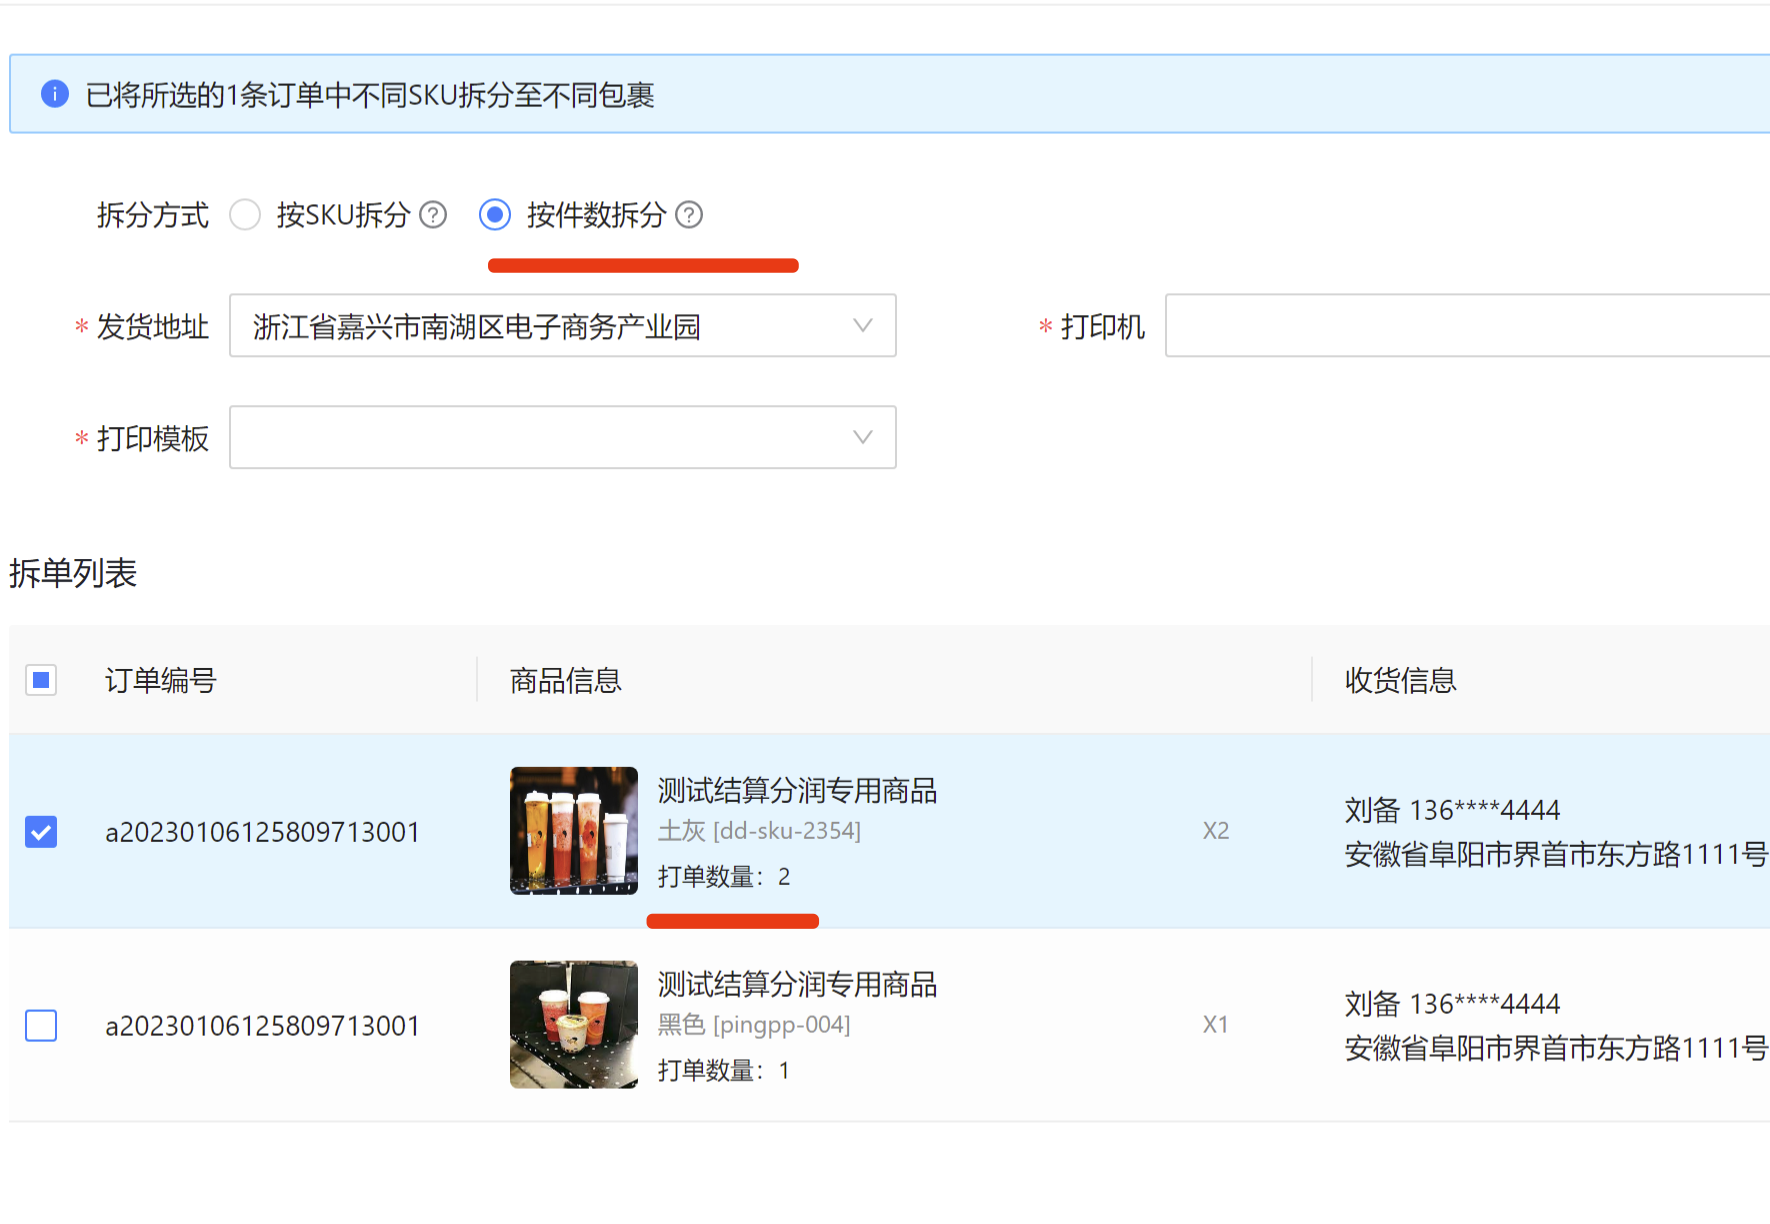 已将所选的1条订单中不同SKU拆分至不同包裹
拆分方式 按SKU拆分 ? 按件数拆分 ?
* 发货地址 浙江省嘉兴市南湖区电子商务产业园 * 打印机
* 打印模板
拆单列表
订单编号 商品信息 收货信息
测试结算分润专用商品
土灰 [dd-sku-2354]
打单数量：2
a20230106125809713001
X2
刘备 136****4444
安徽省阜阳市界首市东方路1111号
测试结算分润专用商品
黑色 [pingpp-004]
打单数量：1
a20230106125809713001
X1
刘备 136****4444
安徽省阜阳市界首市东方路1111号